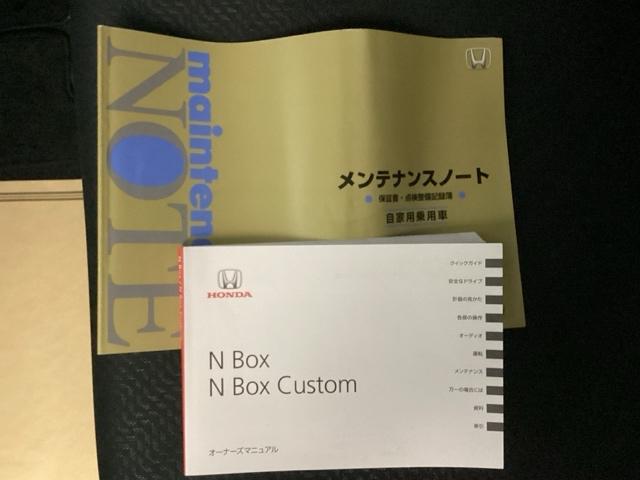 maintenance
NOTE
メンテナンスノート
保証書・点検整備記録簿
自家用乗用車
HONDA
N Box
N Box Custom
オーナーズマニュアル
クイックガイド
安全なドライブ
計器の見かた
各部の操作
オーディオ
運転
メンテナンス
万一の場合には
資料
索引